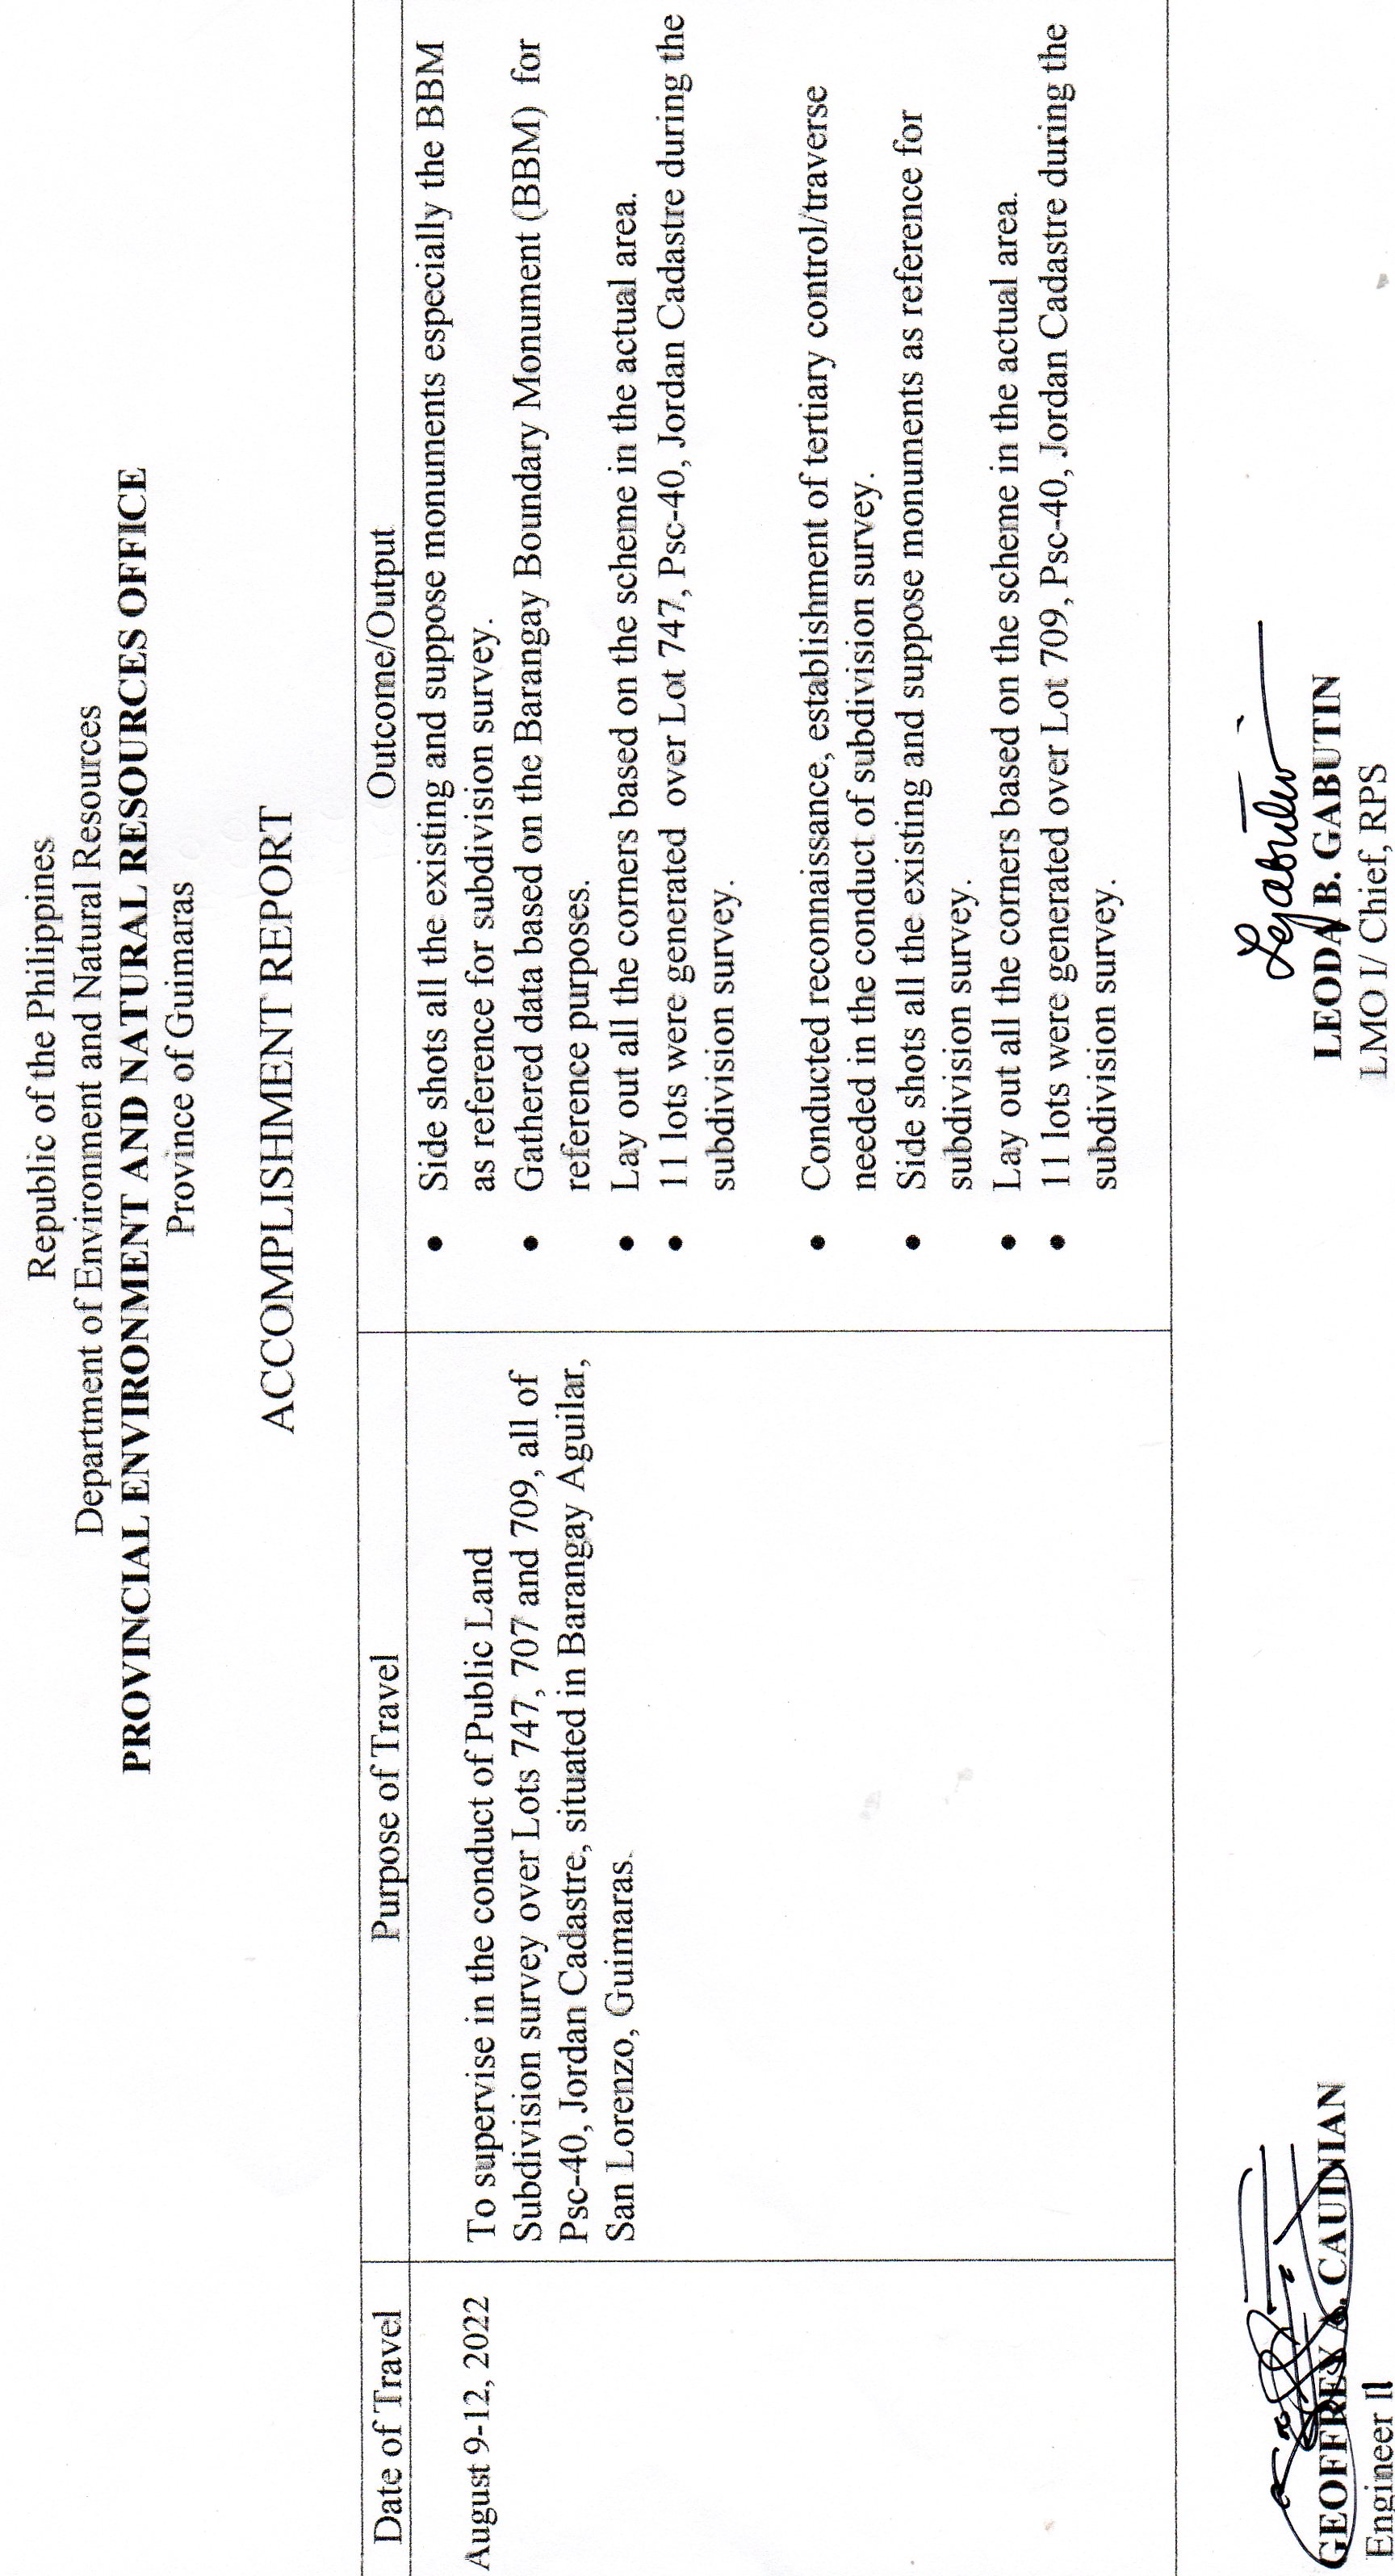 Republic of the Philippines
Department of Environment and Natural Resources
PROVINCIAL ENVIRONMENT AND NATURAL RESOURCES OFFICE
Province of Guimaras
ACCOMPLISHMENT REPORT
Date of Travel
Purpose of Travel
Outcome/Output
August 9-12, 2022
To supervise in the conduct of Public Land
Subdivision survey over Lots 747, 707 and 709, all of
Psc-40, Jordan Cadastre, situated in Barangay Aguilar,
San Lorenzo, Guimaras.
• Side shots all the existing and suppose monuments especially the BBM
as reference for subdivision survey.
• Gathered data based on the Barangay Boundary Monument (BBM) for
reference purposes.
• Lay out all the corners based on the scheme in the actual area.
• 11 lots were generated over Lot 747, Psc-40, Jordan Cadastre during the
subdivision survey.
• Conducted reconnaissance, establishment of tertiary control/traverse
needed in the conduct of subdivision survey.
• Side shots all the existing and suppose monuments as reference for
subdivision survey.
• Lay out all the corners based on the scheme in the actual area.
• 11 lots were generated over Lot 709, Psc-40, Jordan Cadastre during the
subdivision survey.
GEOFFREY A. CAUINIAN
Engineer II
Lgabutin
LEODA B. GABUTIN
LMO I/ Chief, RPS